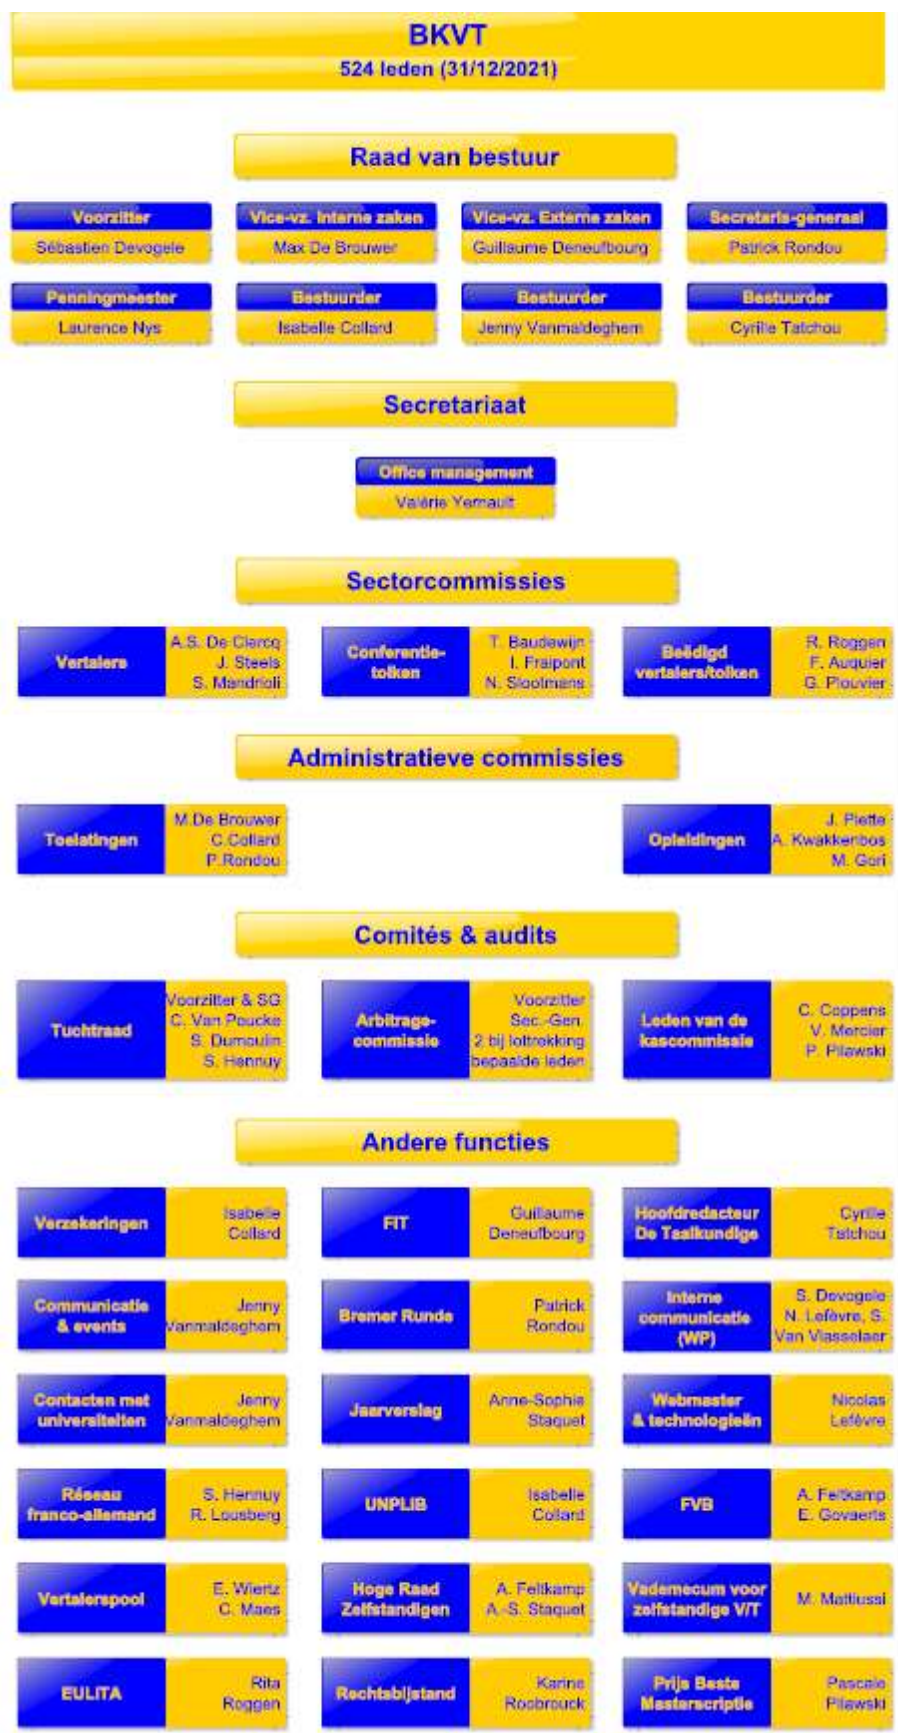 BKVT
524 leden (31/12/2021)
Raad van bestuur
Voorzitter
Sébastien Devogele
Vice-vz. Interne zaken
Max De Brouwer
Vice-vz. Externe zaken
Guillaume Deneufbourg
Secretaris-generaal
Patrick Rondou
Penningmeester
Laurence Nys
Bestuurder
Isabelle Collard
Bestuurder
Jenny Vanmaldeghem
Bestuurder
Cyrille Tatchou
Secretariaat
Office management
Valérie Yernault
Sectorcommissies
Vertalers
A.S. De Clercq
J. Steels
S. Mandrioli
Conferentie-
tolken
T. Baudewijn
I. Fraipont
N. Slootmans
Beëdigd
vertalers/tolken
R. Roggen
F. Auquier
G. Plouvier
Administratieve commissies
Toelatingen
M.De Brouwer
C.Collard
P.Rondou
Opleidingen
J. Piette
A. Kwakkenbos
M. Gori
Comités & audits
Tuchtraad
Voorzitter & SG
C. Van Poucke
S. Dumoulin
S. Hennuy
Arbitrage-
commissie
Voorzitter
Sec.-Gen.
2 bij lottrekking
bepaalde leden
Leden van de
kascommissie
C. Coppens
V. Mercier
P. Pilawski
Andere functies
Verzekeringen
Isabelle
Collard
FIT
Guillaume
Deneufbourg
Hoofdredacteur
De Taalkundige
Cyrille
Tatchou
Communicatie
& events
Jenny
Vanmaldeghem
Bremer Runde
Patrick
Rondou
Interne
communicatie
(WP)
S. Devogele
N. Lefèvre, S.
Van Vlasselaer
Contacten met
universiteiten
Jenny
Vanmaldeghem
Jaarverslag
Anne-Sophie
Staquet
Webmaster
& technologieën
Nicolas
Lefèvre
Réseau
franco-allemand
S. Hennuy
R. Lousberg
UNPLIB
Isabelle
Collard
FVB
A. Feltkamp
E. Govaerts
Vertalerspool
E. Wiertz
C. Maes
Hoge Raad
Zelfstandigen
A. Feltkamp
A.-S. Staquet
Vademecum voor
zelfstandige V/T
M. Mattiussi
EULITA
Rita
Roggen
Rechtsbijstand
Karine
Roobrouck
Prijs Beste
Masterscriptie
Pascale
Pilawski